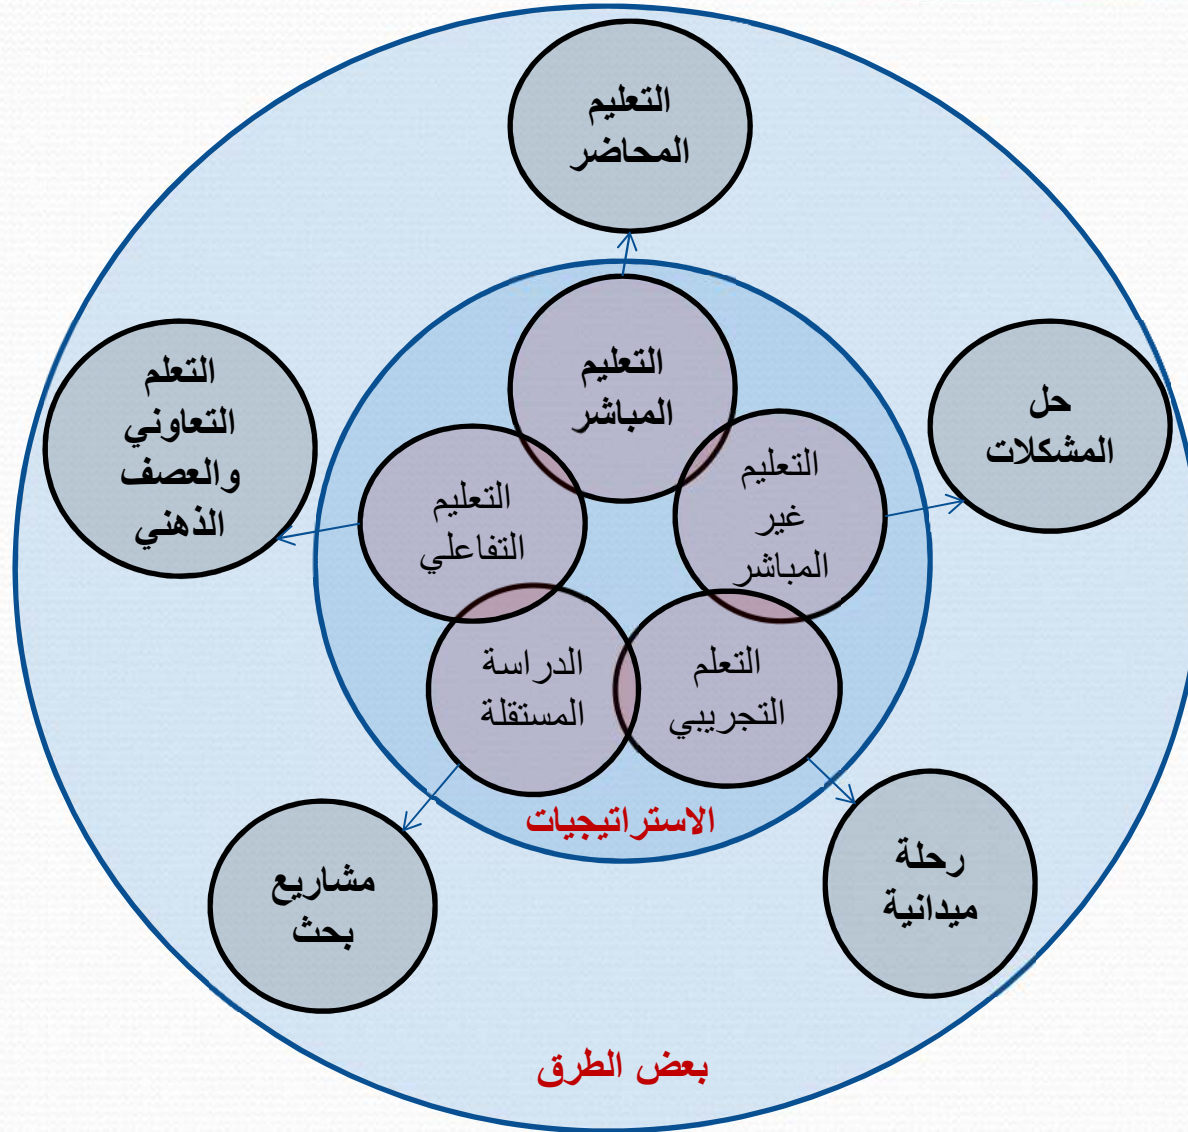 التعليم
المحاضر
التعليم
المباشر
حل
المشكلات
التعليم
غير
المباشر
التعلم
التعاوني
والعصف
الذهني
التعليم
التفاعلي
التعلم
التجريبي
الدراسة
المستقلة
الاستراتيجيات
رحلة
ميدانية
مشاريع
بحث
بعض الطرق